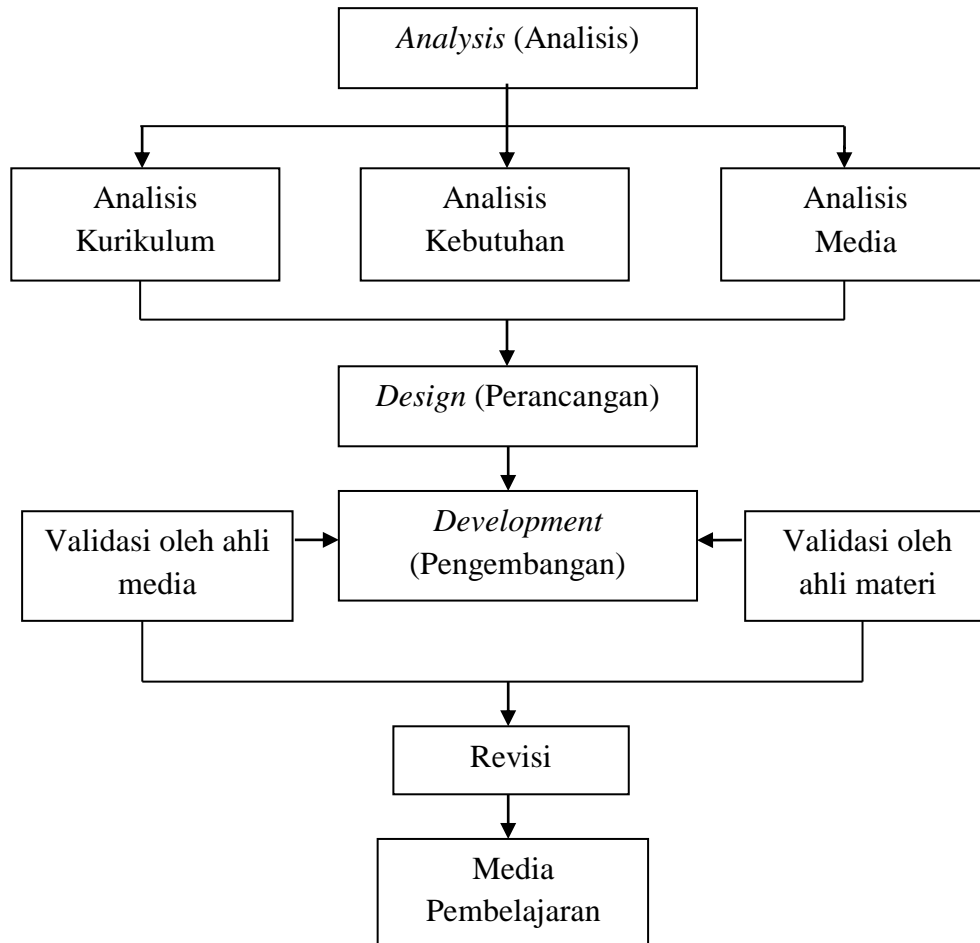 Analysis (Analisis)
Analisis
Kurikulum
Analisis
Kebutuhan
Analisis
Media
Design (Perancangan)
Validasi oleh ahli
media
Development
(Pengembangan)
Validasi oleh
ahli materi
Revisi
Media
Pembelajaran